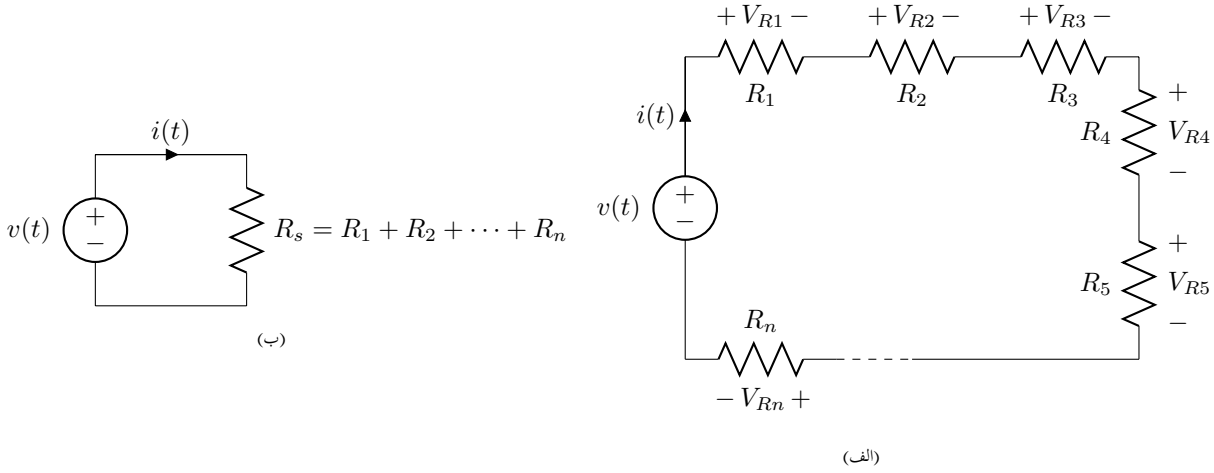 + V_{R1} − + V_{R2} − + V_{R3} −
R_1 R_2 R_3
i(t)
v(t)
+
−
+
R_4 V_{R4}
−
+
R_5 V_{R5}
−
R_n
− V_{Rn} +
(الف)
i(t)
v(t)
+
−
R_s = R_1 + R_2 + ⋯ + R_n
(ب)